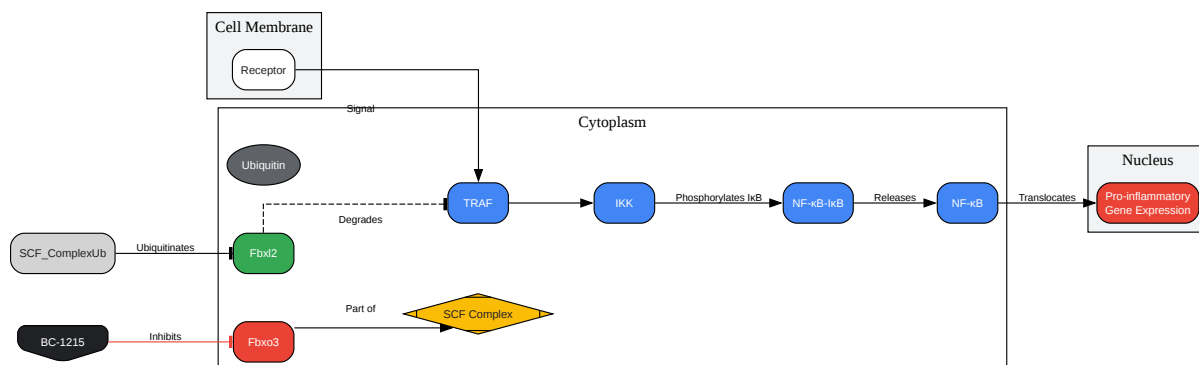 Cell Membrane
Receptor
Signal
Cytoplasm
Ubiquitin
Nucleus
TRAF
IKK
Phosphorylates IκB
NF-κB-IκB
Releases
NF-κB
Translocates
Pro-inflammatory
Gene Expression
Degrades
SCF_ComplexUb
Ubiquitinates
Fbxl2
Part of
SCF Complex
BC-1215
Inhibits
Fbxo3